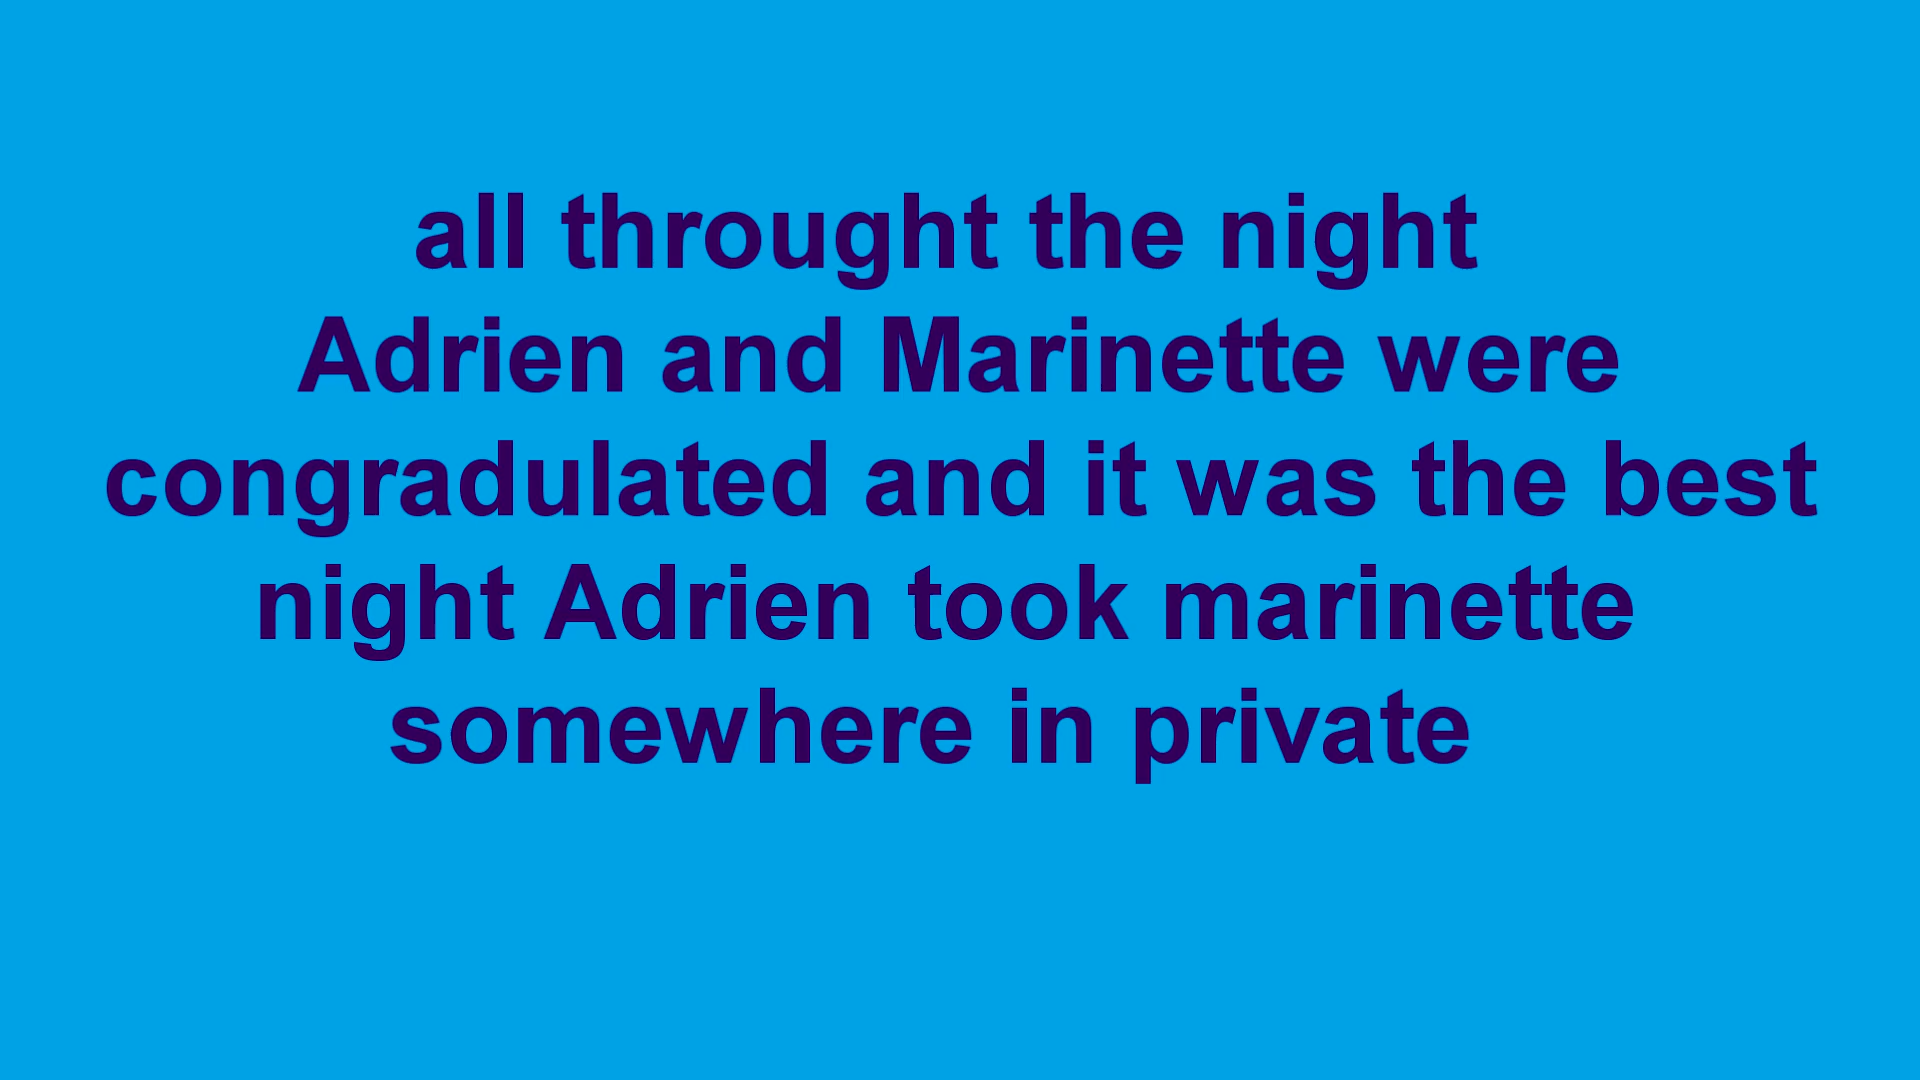 all throught the night
Adrien and Marinette were
congradulated and it was the best
night Adrien took marinette
somewhere in private